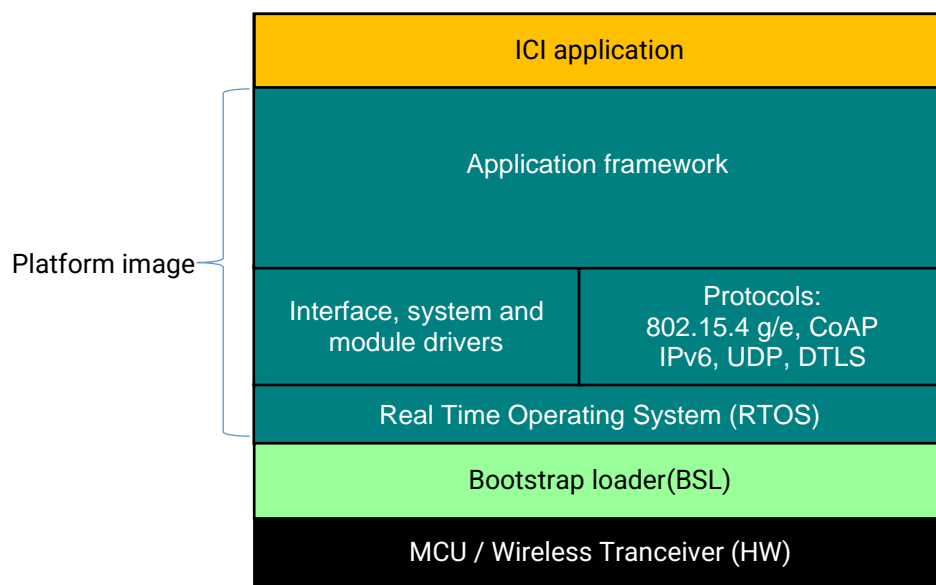 ICI application
Application framework
Platform image
Interface, system and
module drivers
Protocols:
802.15.4 g/e, CoAP
IPv6, UDP, DTLS
Real Time Operating System (RTOS)
Bootstrap loader(BSL)
MCU / Wireless Tranceiver (HW)